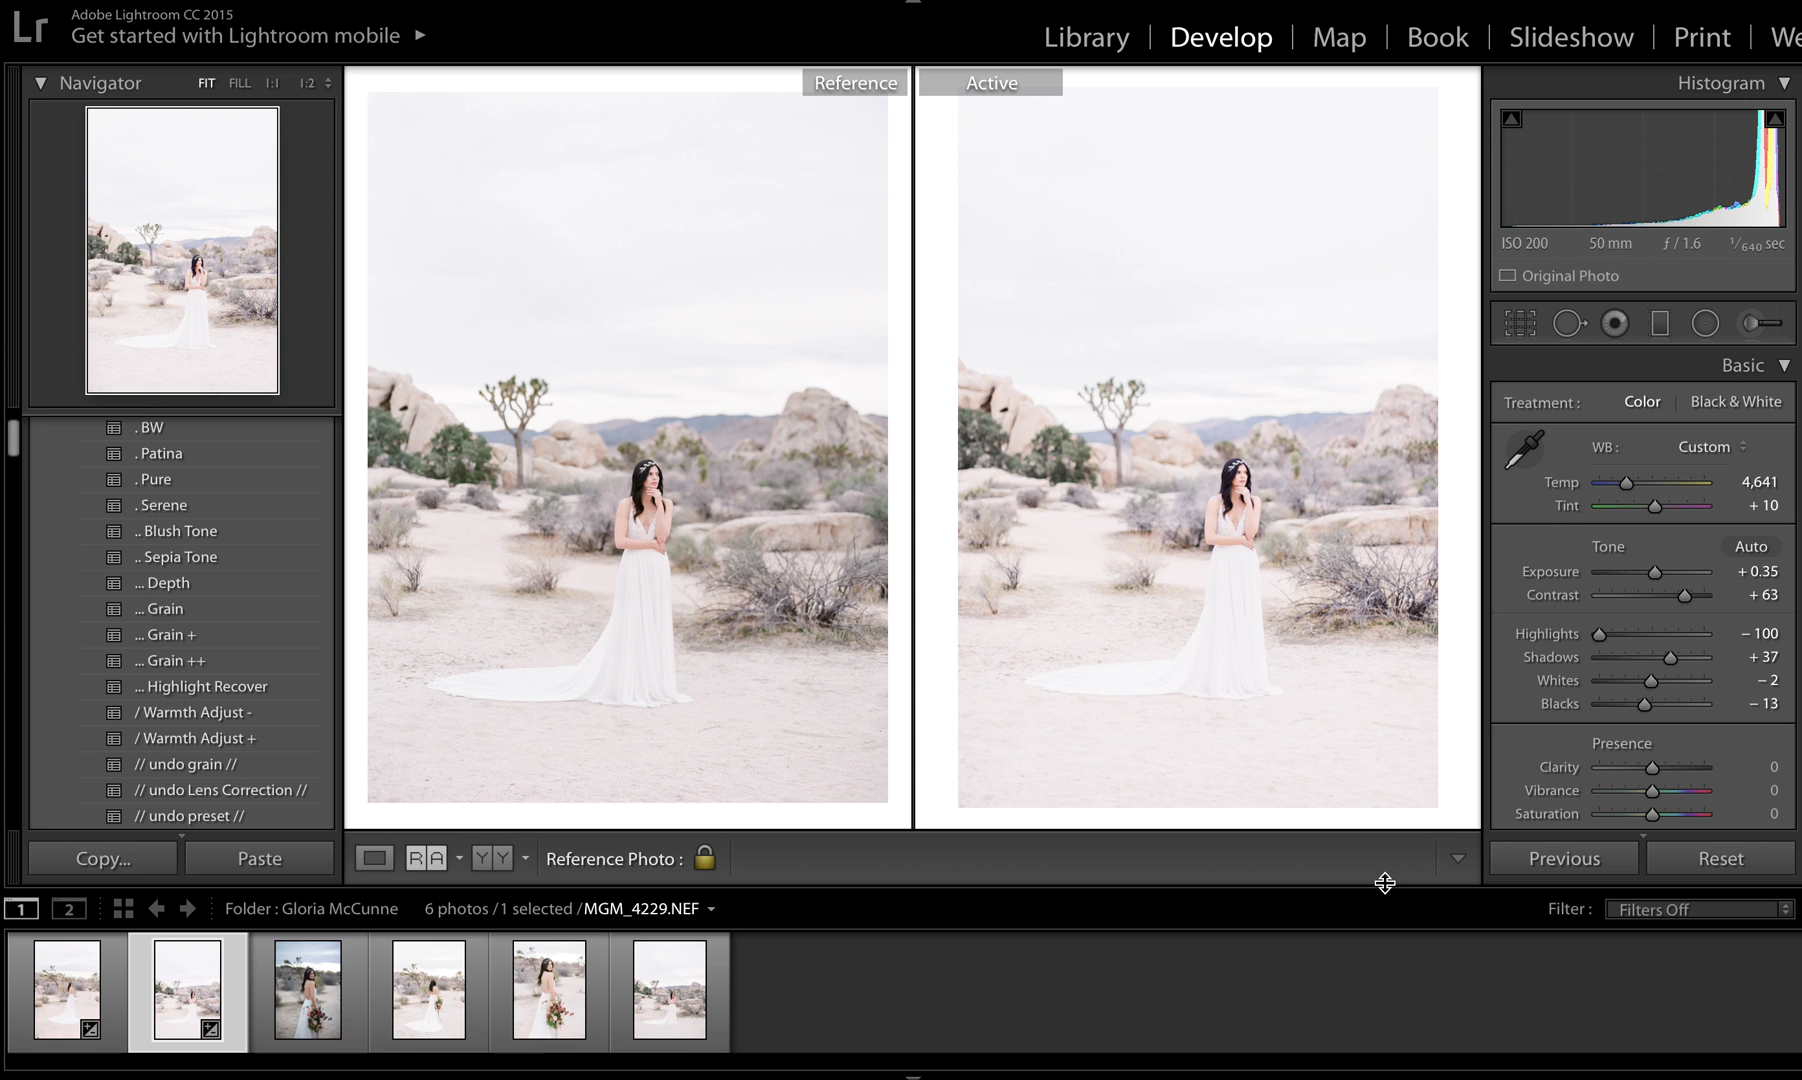 Lr
Adobe Lightroom CC 2015
Get started with Lightroom mobile
Library | Develop | Map | Book | Slideshow | Print | We
Navigator FIT FILL 1:1 1:2
Reference
Active
Histogram
ISO 200 50 mm ƒ / 1.6 1/640 sec
Original Photo
Basic
Treatment : Color | Black & White
WB : Custom
Temp 4,641
Tint + 10
Tone Auto
Exposure + 0.35
Contrast + 63
Highlights − 100
Shadows + 37
Whites − 2
Blacks − 13
Presence
Clarity 0
Vibrance 0
Saturation 0
. BW
. Patina
. Pure
. Serene
.. Blush Tone
.. Sepia Tone
... Depth
... Grain
... Grain +
... Grain ++
... Highlight Recover
/ Warmth Adjust -
/ Warmth Adjust +
// undo grain //
// undo Lens Correction //
// undo preset //
Copy... Paste
R A Y Y Reference Photo :
Previous Reset
1 2 Folder : Gloria McCunne 6 photos / 1 selected / MGM_4229.NEF
Filter : Filters Off